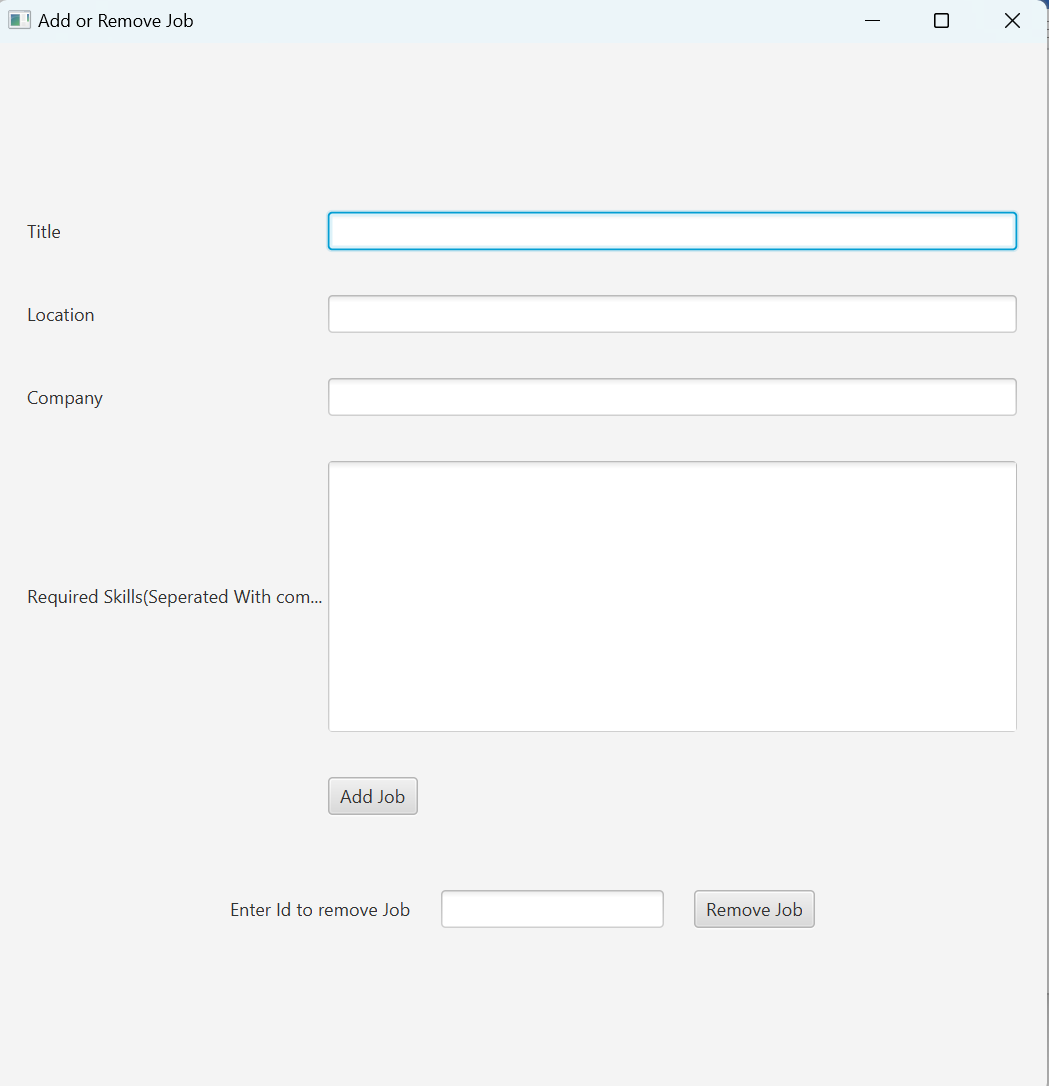 Add or Remove Job
Title
Location
Company
Required Skills(Seperated With com...
Add Job
Enter Id to remove Job
Remove Job